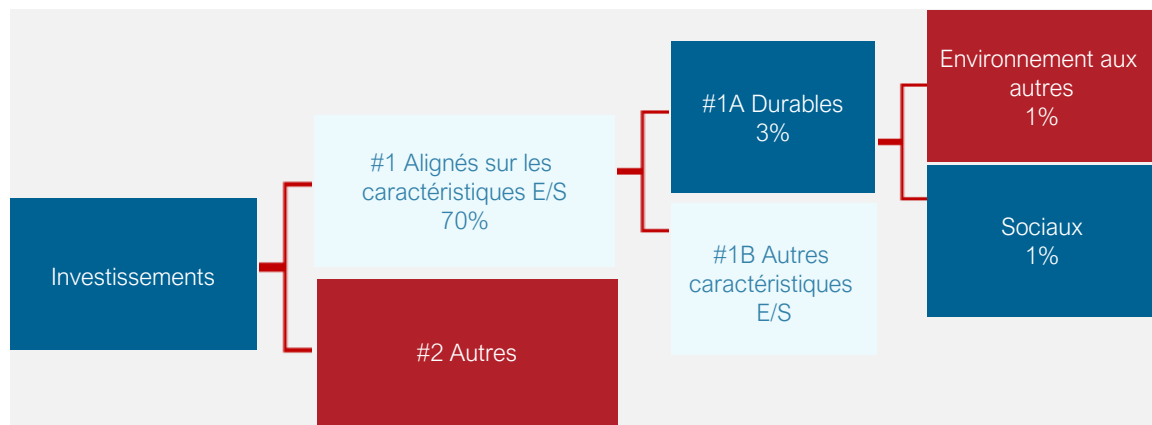 Investissements
#1 Alignés sur les
caractéristiques E/S
70%
#2 Autres
#1A Durables
3%
#1B Autres
caractéristiques
E/S
Environnement aux
autres
1%
Sociaux
1%